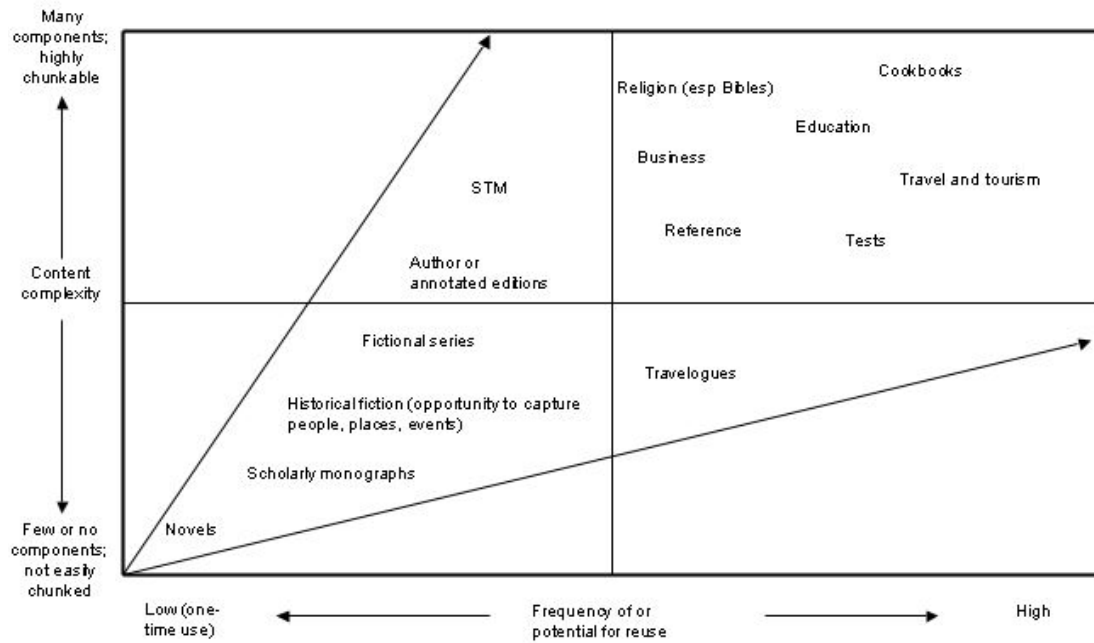 Many
components;
highly
chunkable
Cookbooks
Religion (esp Bibles)
Education
Business
STM
Travel and tourism
Reference
Tests
Author or
annotated editions
Content
complexity
Fictional series
Travelogues
Historical fiction (opportunity to capture
people, places, events)
Scholarly monographs
Novels
Few or no
components;
not easily
chunked
Low (one-
time use)
Frequency of or
potential for reuse
High